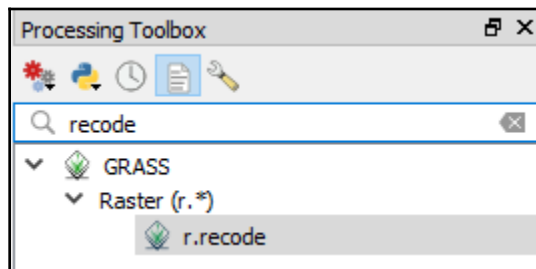 Processing Toolbox
recode
GRASS
Raster (r.*)
r.recode